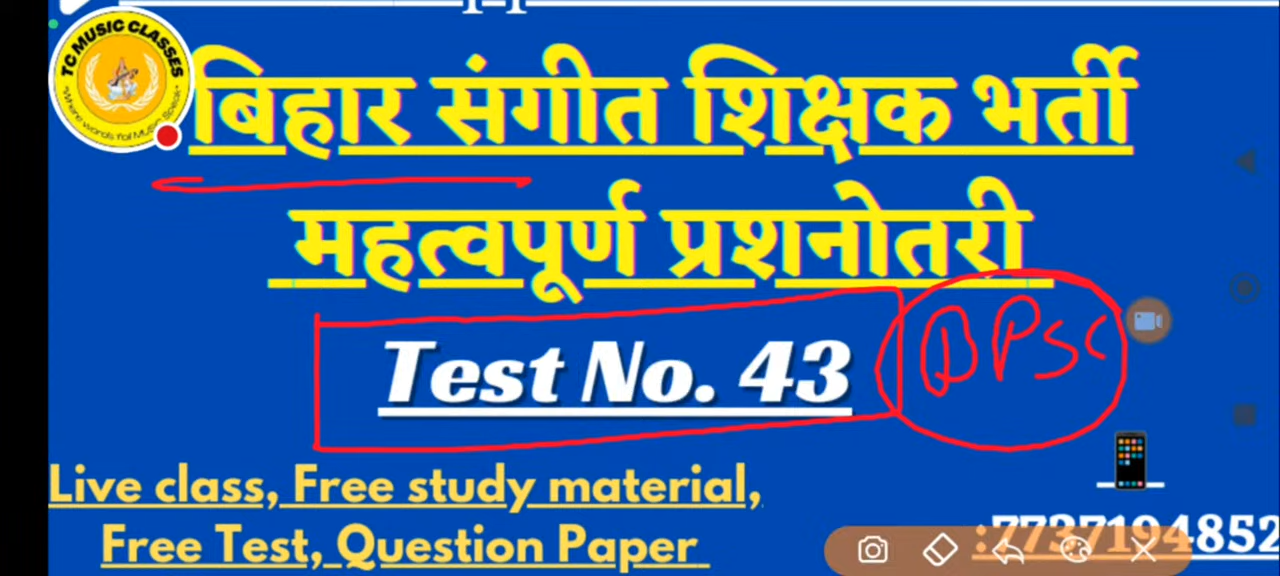 TC MUSIC CLASSES
बिहार संगीत शिक्षक भर्ती
महत्वपूर्ण प्रशनोतरी
Test No. 43
BPSC
Live class, Free study material,
Free Test, Question Paper
:7737194852